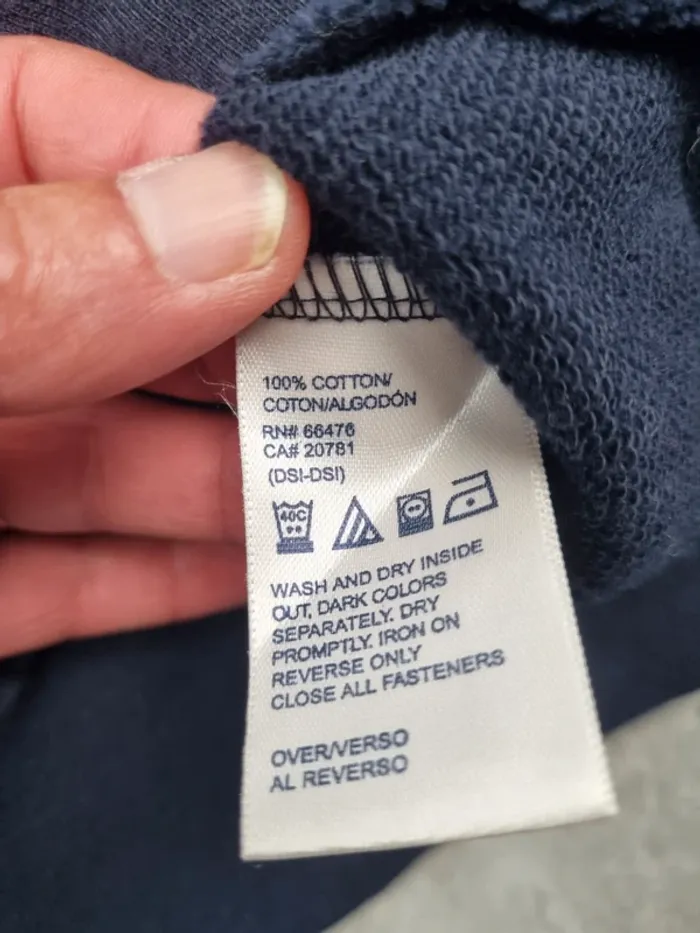 100% COTTON/
COTON/ALGODÓN
RN# 66476
CA# 20781
(DSI-DSI)
40C
WASH AND DRY INSIDE
OUT, DARK COLORS
SEPARATELY. DRY
PROMPTLY. IRON ON
REVERSE ONLY
CLOSE ALL FASTENERS
OVER/VERSO
AL REVERSO